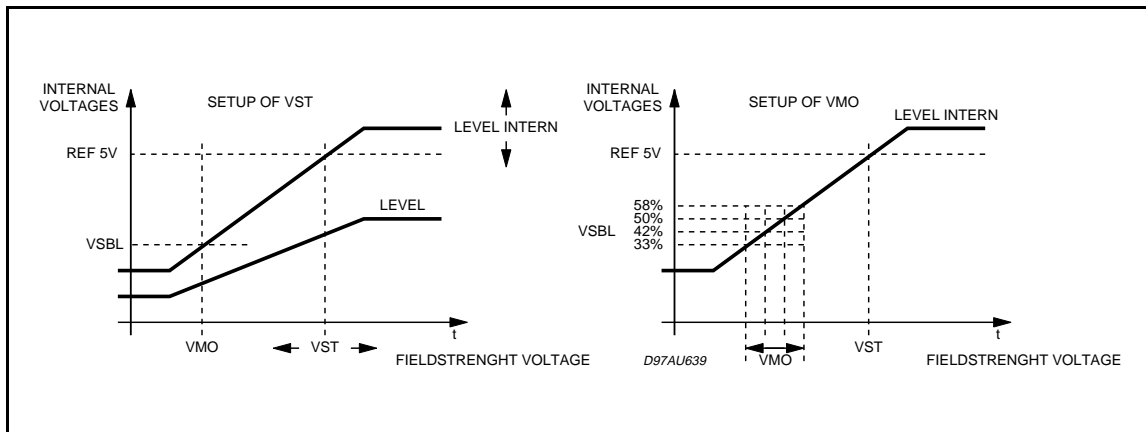 INTERNAL
VOLTAGES
SETUP OF VST
LEVEL INTERN
REF 5V
LEVEL
VSBL
VMO
VST
t
FIELDSTRENGHT VOLTAGE
INTERNAL
VOLTAGES
SETUP OF VMO
LEVEL INTERN
REF 5V
58%
50%
VSBL
42%
33%
t
D97AU639
VMO
VST
FIELDSTRENGHT VOLTAGE